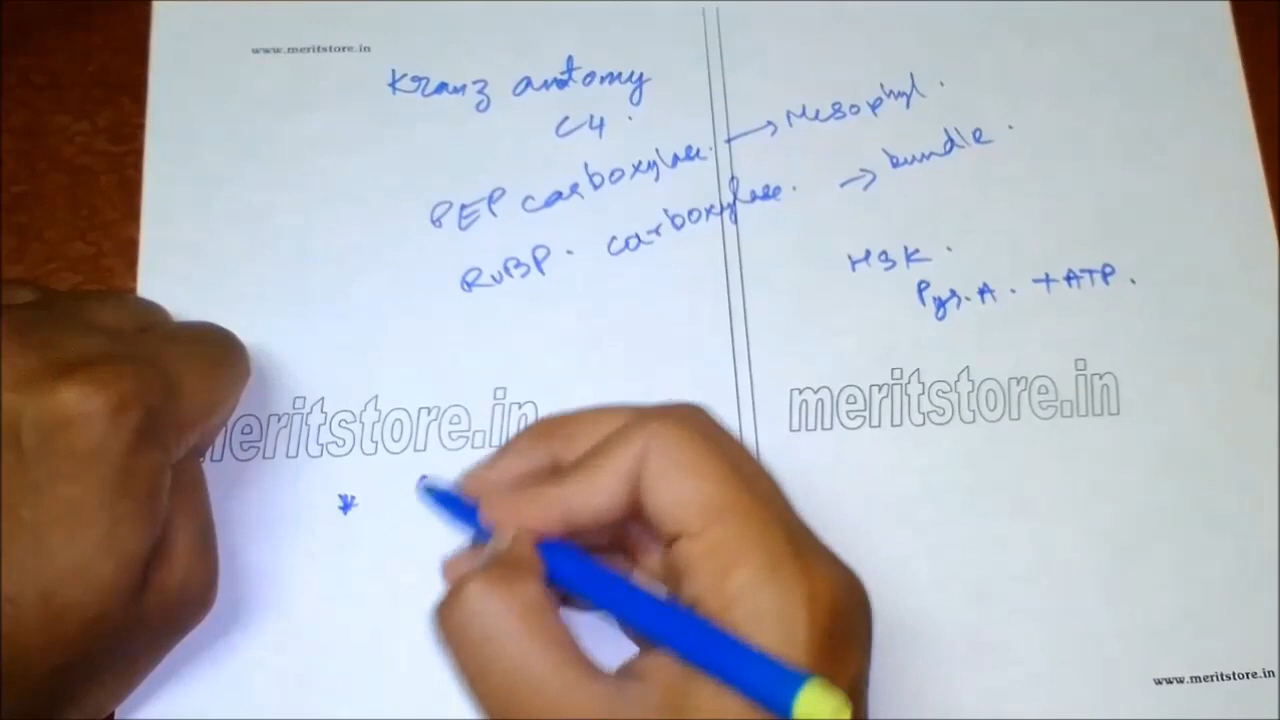 www.meritstore.in
Kranz anatomy
C4.
PEP carboxylase. → Mesophyl.
RuBP. carboxylase. → bundle.
H3K.
Pyr. A. + ATP.
meritstore.in meritstore.in
*
www.meritstore.in